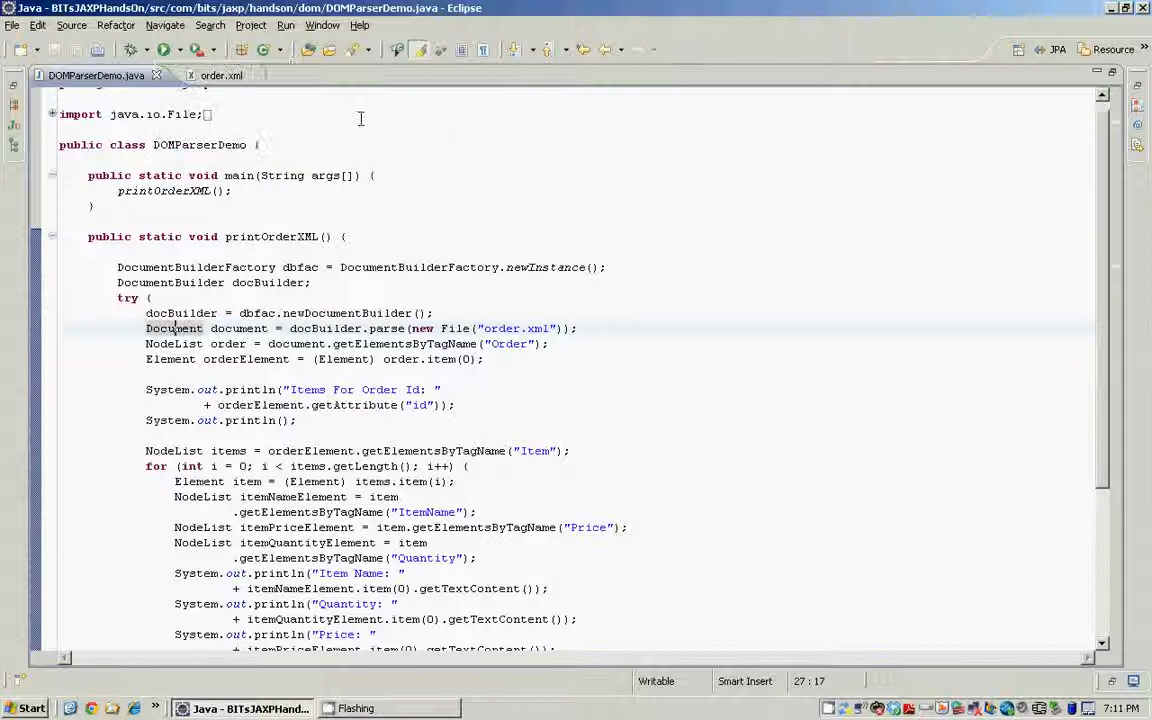 Java - BITsJAXPHandsOn/src/com/bits/jaxp/handson/dom/DOMParserDemo.java - Eclipse
File Edit Source Refactor Navigate Search Project Run Window Help
JPA Resource »
DOMParserDemo.java order.xml
import java.io.File;
public class DOMParserDemo {
public static void main(String args[]) {
printOrderXML();
}
public static void printOrderXML() {
DocumentBuilderFactory dbfac = DocumentBuilderFactory.newInstance();
DocumentBuilder docBuilder;
try {
docBuilder = dbfac.newDocumentBuilder();
Document document = docBuilder.parse(new File("order.xml"));
NodeList order = document.getElementsByTagName("Order");
Element orderElement = (Element) order.item(0);
System.out.println("Items For Order Id: "
+ orderElement.getAttribute("id"));
System.out.println();
NodeList items = orderElement.getElementsByTagName("Item");
for (int i = 0; i < items.getLength(); i++) {
Element item = (Element) items.item(i);
NodeList itemNameElement = item
.getElementsByTagName("ItemName");
NodeList itemPriceElement = item.getElementsByTagName("Price");
NodeList itemQuantityElement = item
.getElementsByTagName("Quantity");
System.out.println("Item Name: "
+ itemNameElement.item(0).getTextContent());
System.out.println("Quantity: "
+ itemQuantityElement.item(0).getTextContent());
System.out.println("Price: "
+ itemPriceElement.item(0).getTextContent());
Writable Smart Insert 27 : 17
Start » Java - BITsJAXPHand... Flashing 7:11 PM